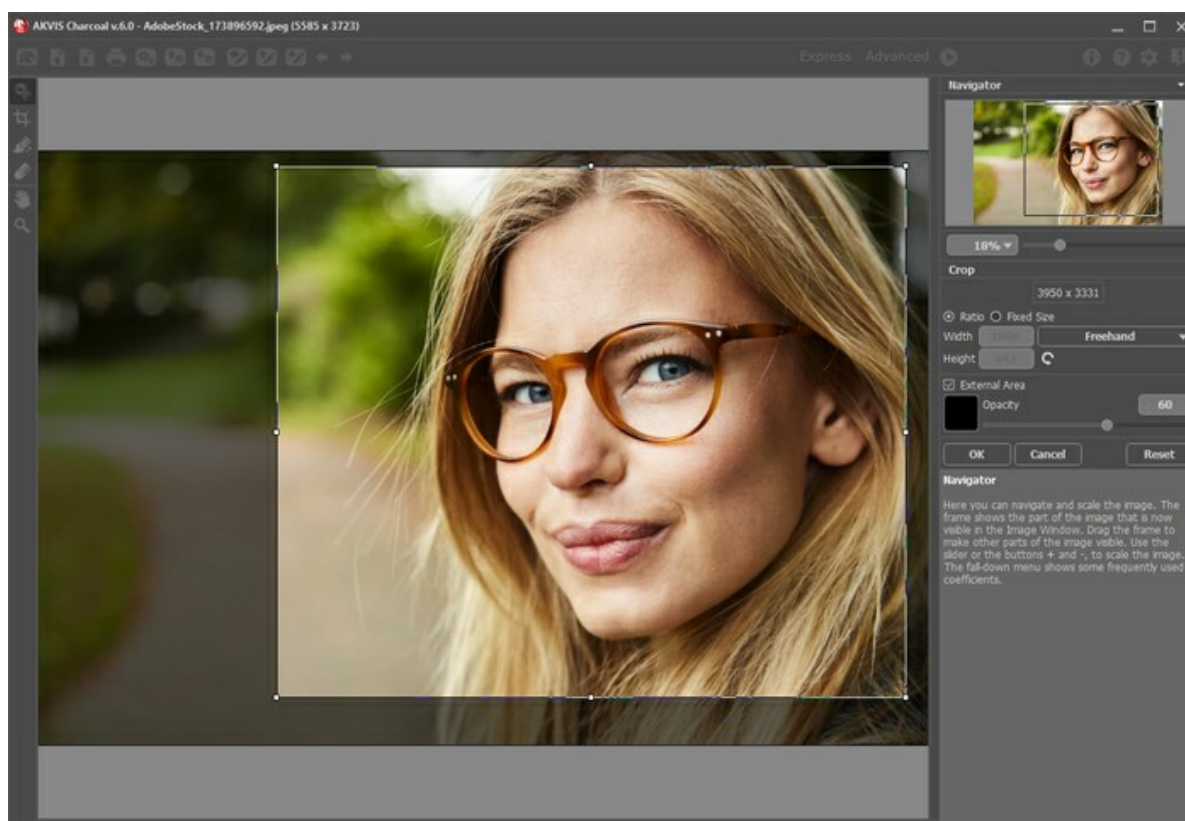 AKVIS Charcoal v.6.0 - AdobeStock_173896592.jpeg (5585 x 3723)
Express Advanced
Navigator
18%
Crop
3950 x 3331
Ratio Fixed Size
Width Freehand
Height
External Area
Opacity 60
OK Cancel Reset
Navigator
Here you can navigate and scale the image. The
frame shows the part of the image that is now
visible in the Image Window. Drag the frame to
make other parts of the image visible. Use the
slider or the buttons + and -, to scale the image.
The fall-down menu shows some frequently used
coefficients.